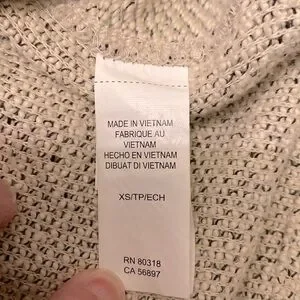 MADE IN VIETNAM
FABRIQUE AU
VIETNAM
HECHO EN VIETNAM
DIBUAT DI VIETNAM
XS/TP/ECH
RN 80318
CA 56897